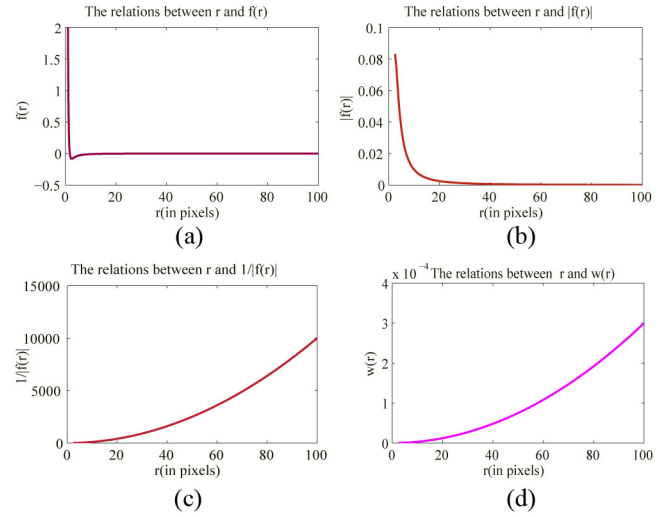 The relations between r and f(r)
2
1.5
1
0.5
0
−0.5
0 20 40 60 80 100
f(r)
r(in pixels)
(a)
The relations between r and |f(r)|
0.1
0.08
0.06
0.04
0.02
0
0 20 40 60 80 100
|f(r)|
r(in pixels)
(b)
The relations between r and 1/|f(r)|
15000
10000
5000
0
0 20 40 60 80 100
1/|f(r)|
r(in pixels)
(c)
x 10⁻⁴ The relations between r and w(r)
4
3
2
1
0
0 20 40 60 80 100
w(r)
r(in pixels)
(d)